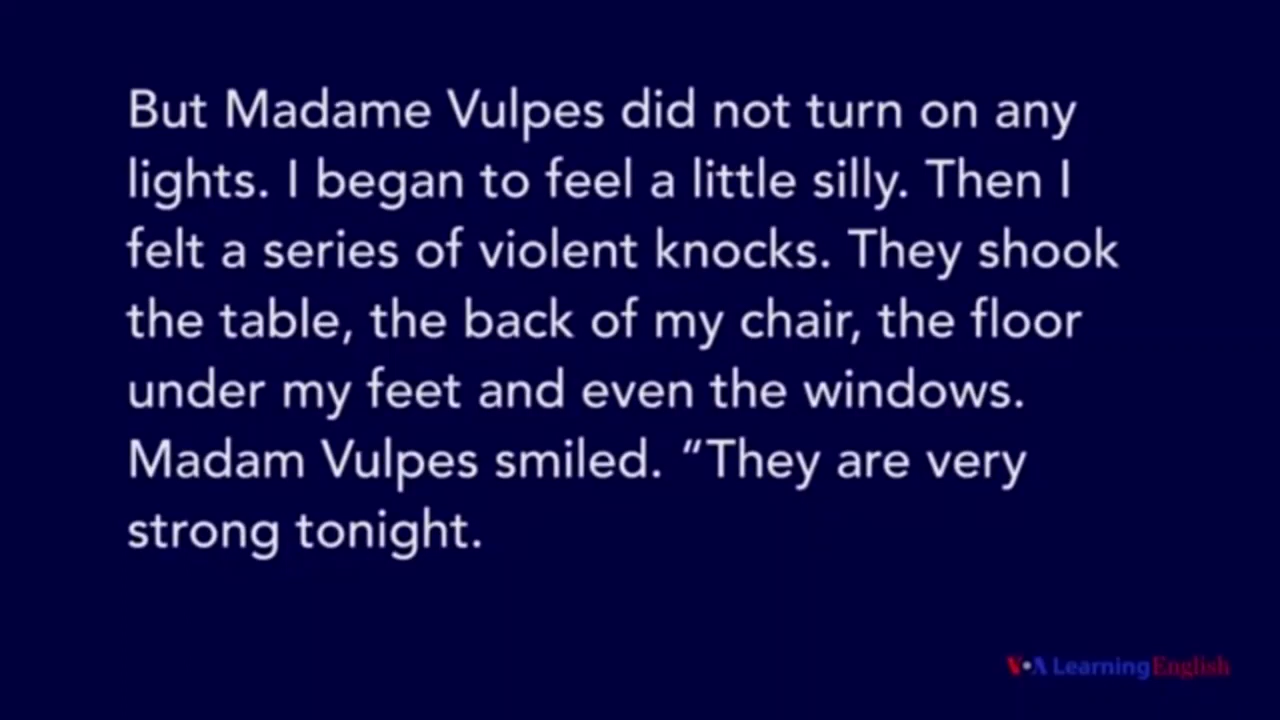 But Madame Vulpes did not turn on any
lights. I began to feel a little silly. Then I
felt a series of violent knocks. They shook
the table, the back of my chair, the floor
under my feet and even the windows.
Madam Vulpes smiled. “They are very
strong tonight.
VOA Learning English